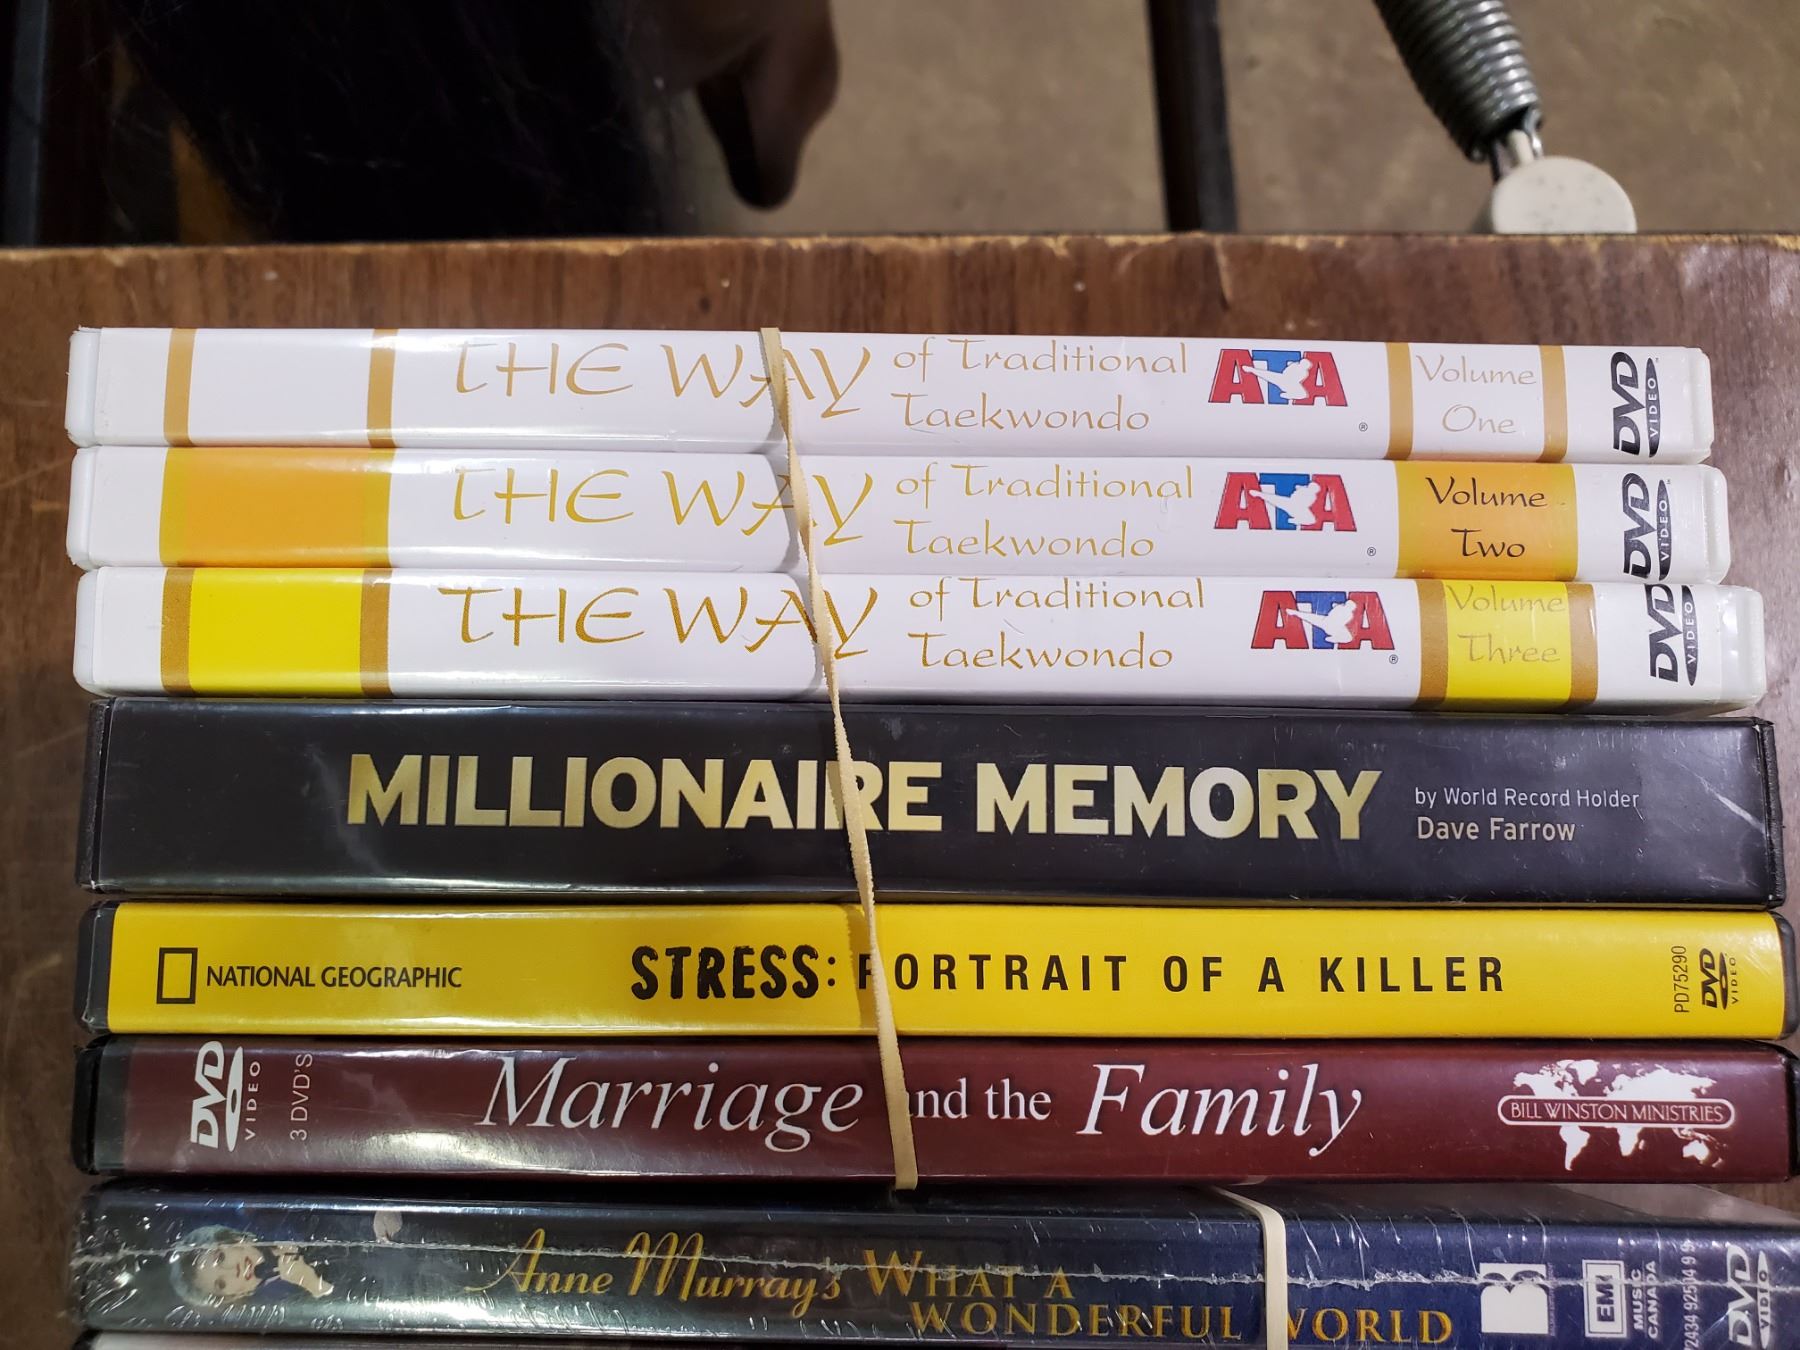 THE WAY of Traditional
Taekwondo
ATA
®
Volume
One
DVD
VIDEO
THE WAY of Traditional
Taekwondo
ATA
®
Volume
Two
DVD
VIDEO
THE WAY of Traditional
Taekwondo
ATA
®
Volume
Three
DVD
VIDEO
MILLIONAIRE MEMORY
by World Record Holder
Dave Farrow
NATIONAL GEOGRAPHIC
STRESS: PORTRAIT OF A KILLER
PD75290
DVD
VIDEO
DVD
VIDEO
3 DVD'S
Marriage and the Family
BILL WINSTON MINISTRIES
Anne Murray's WHAT A
WONDERFUL WORLD
EMI
MUSIC
CANADA
DVD
VIDEO